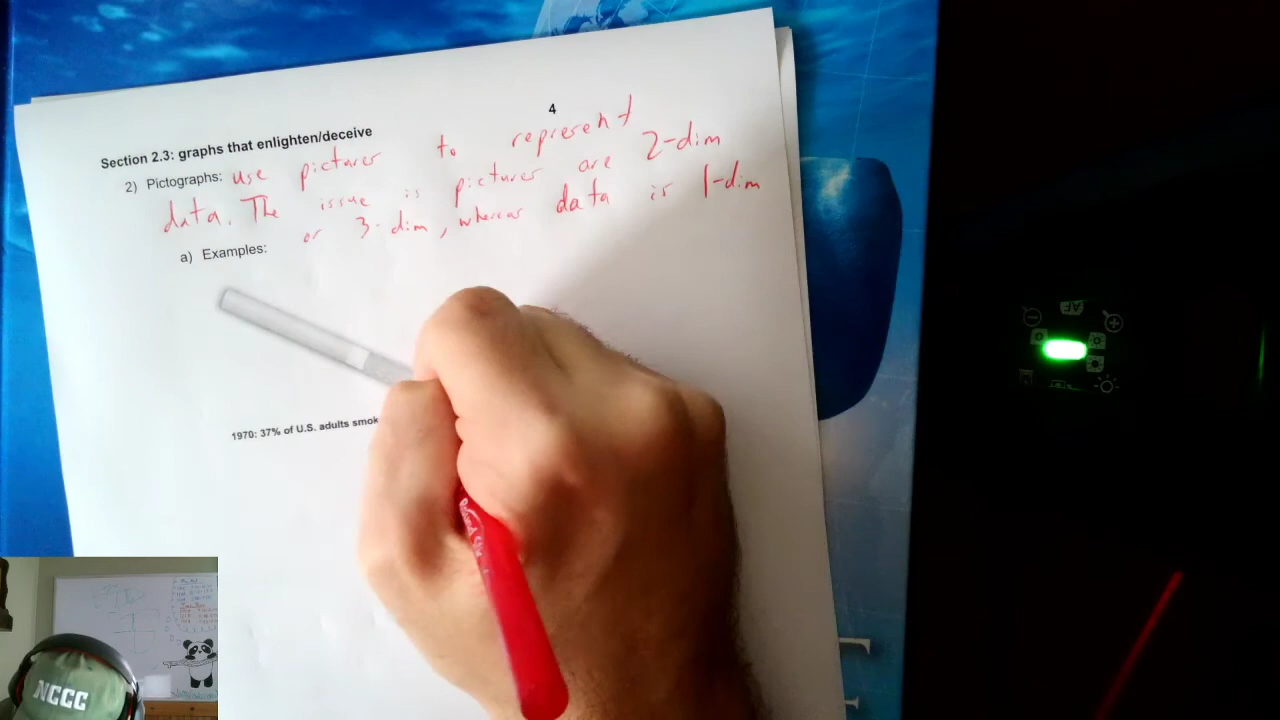 4
Section 2.3: graphs that enlighten/deceive
2) Pictographs: use pictures to represent
data. The issue is pictures are 2-dim
or 3-dim, whereas data is 1-dim
a) Examples:
1970: 37% of U.S. adults smok
AF
NCCC